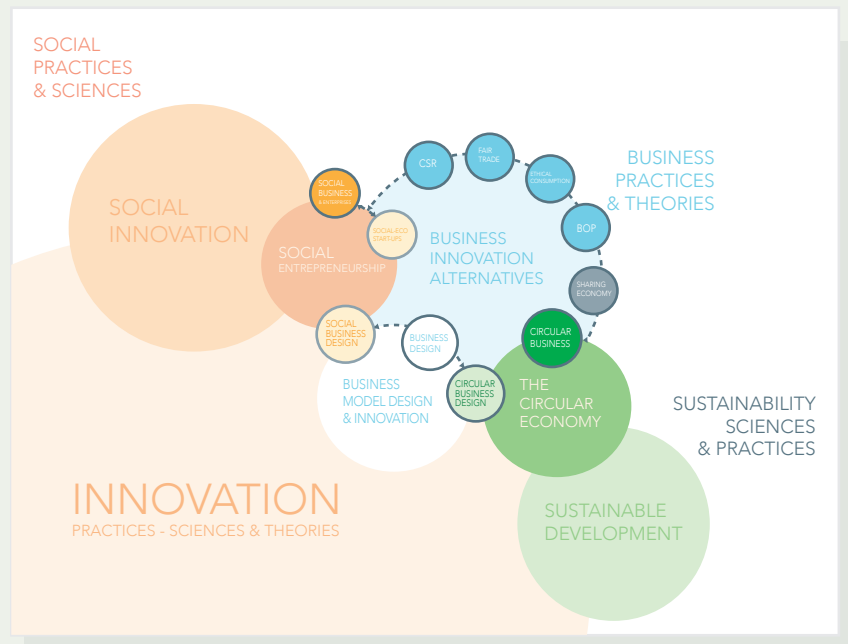 SOCIAL
PRACTICES
& SCIENCES
SOCIAL
INNOVATION
SOCIAL
BUSINESS
& ENTERPRISES
SOCIAL-ECO
START-UPS
SOCIAL
ENTREPRENEURSHIP
CSR
FAIR
TRADE
ETHICAL
CONSUMPTION
BOP
SHARING
ECONOMY
BUSINESS
PRACTICES
& THEORIES
BUSINESS
INNOVATION
ALTERNATIVES
SOCIAL
BUSINESS
DESIGN
BUSINESS
DESIGN
CIRCULAR
BUSINESS
CIRCULAR
BUSINESS
DESIGN
BUSINESS
MODEL DESIGN
& INNOVATION
THE
CIRCULAR
ECONOMY
SUSTAINABILITY
SCIENCES
& PRACTICES
INNOVATION
PRACTICES - SCIENCES & THEORIES
SUSTAINABLE
DEVELOPMENT